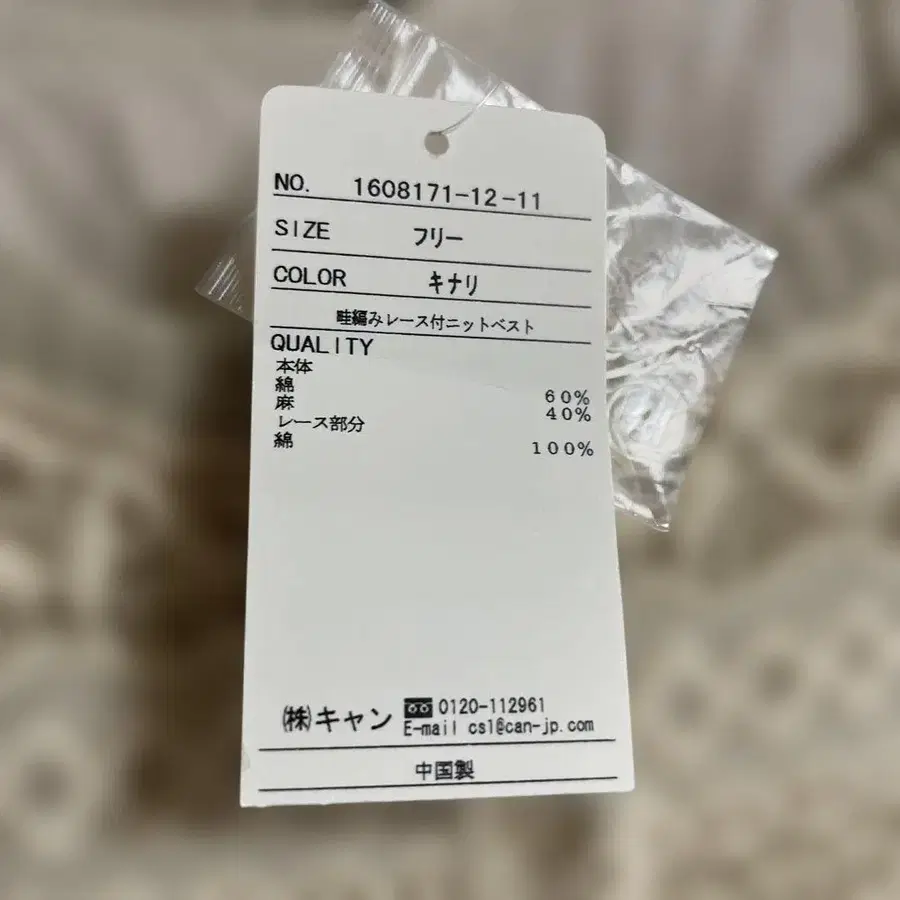 NO. 1608171-12-11
SIZE フリー
COLOR キナリ
畦編みレース付ニットベスト
QUALITY
本体
綿 60%
麻 40%
レース部分
綿 100%
㈱キャン 0120-112961
E-mail cs1@can-jp.com
中国製